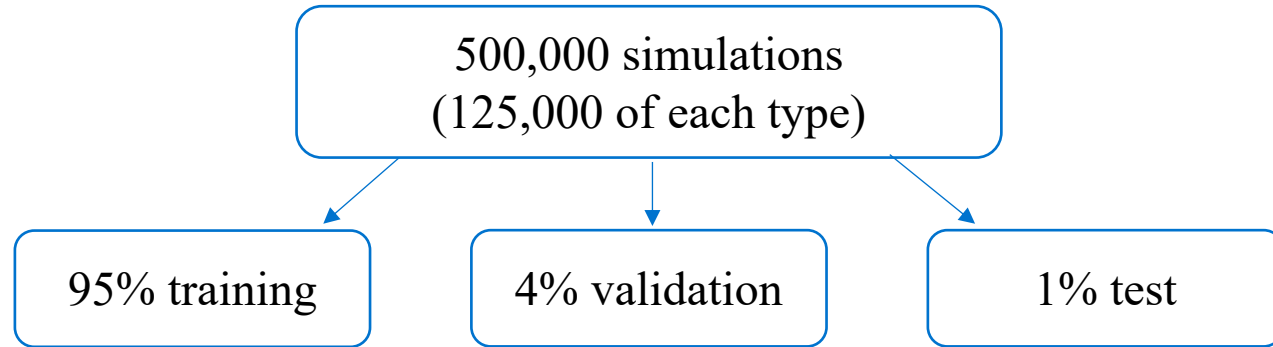 500,000 simulations
(125,000 of each type)
95% training
4% validation
1% test